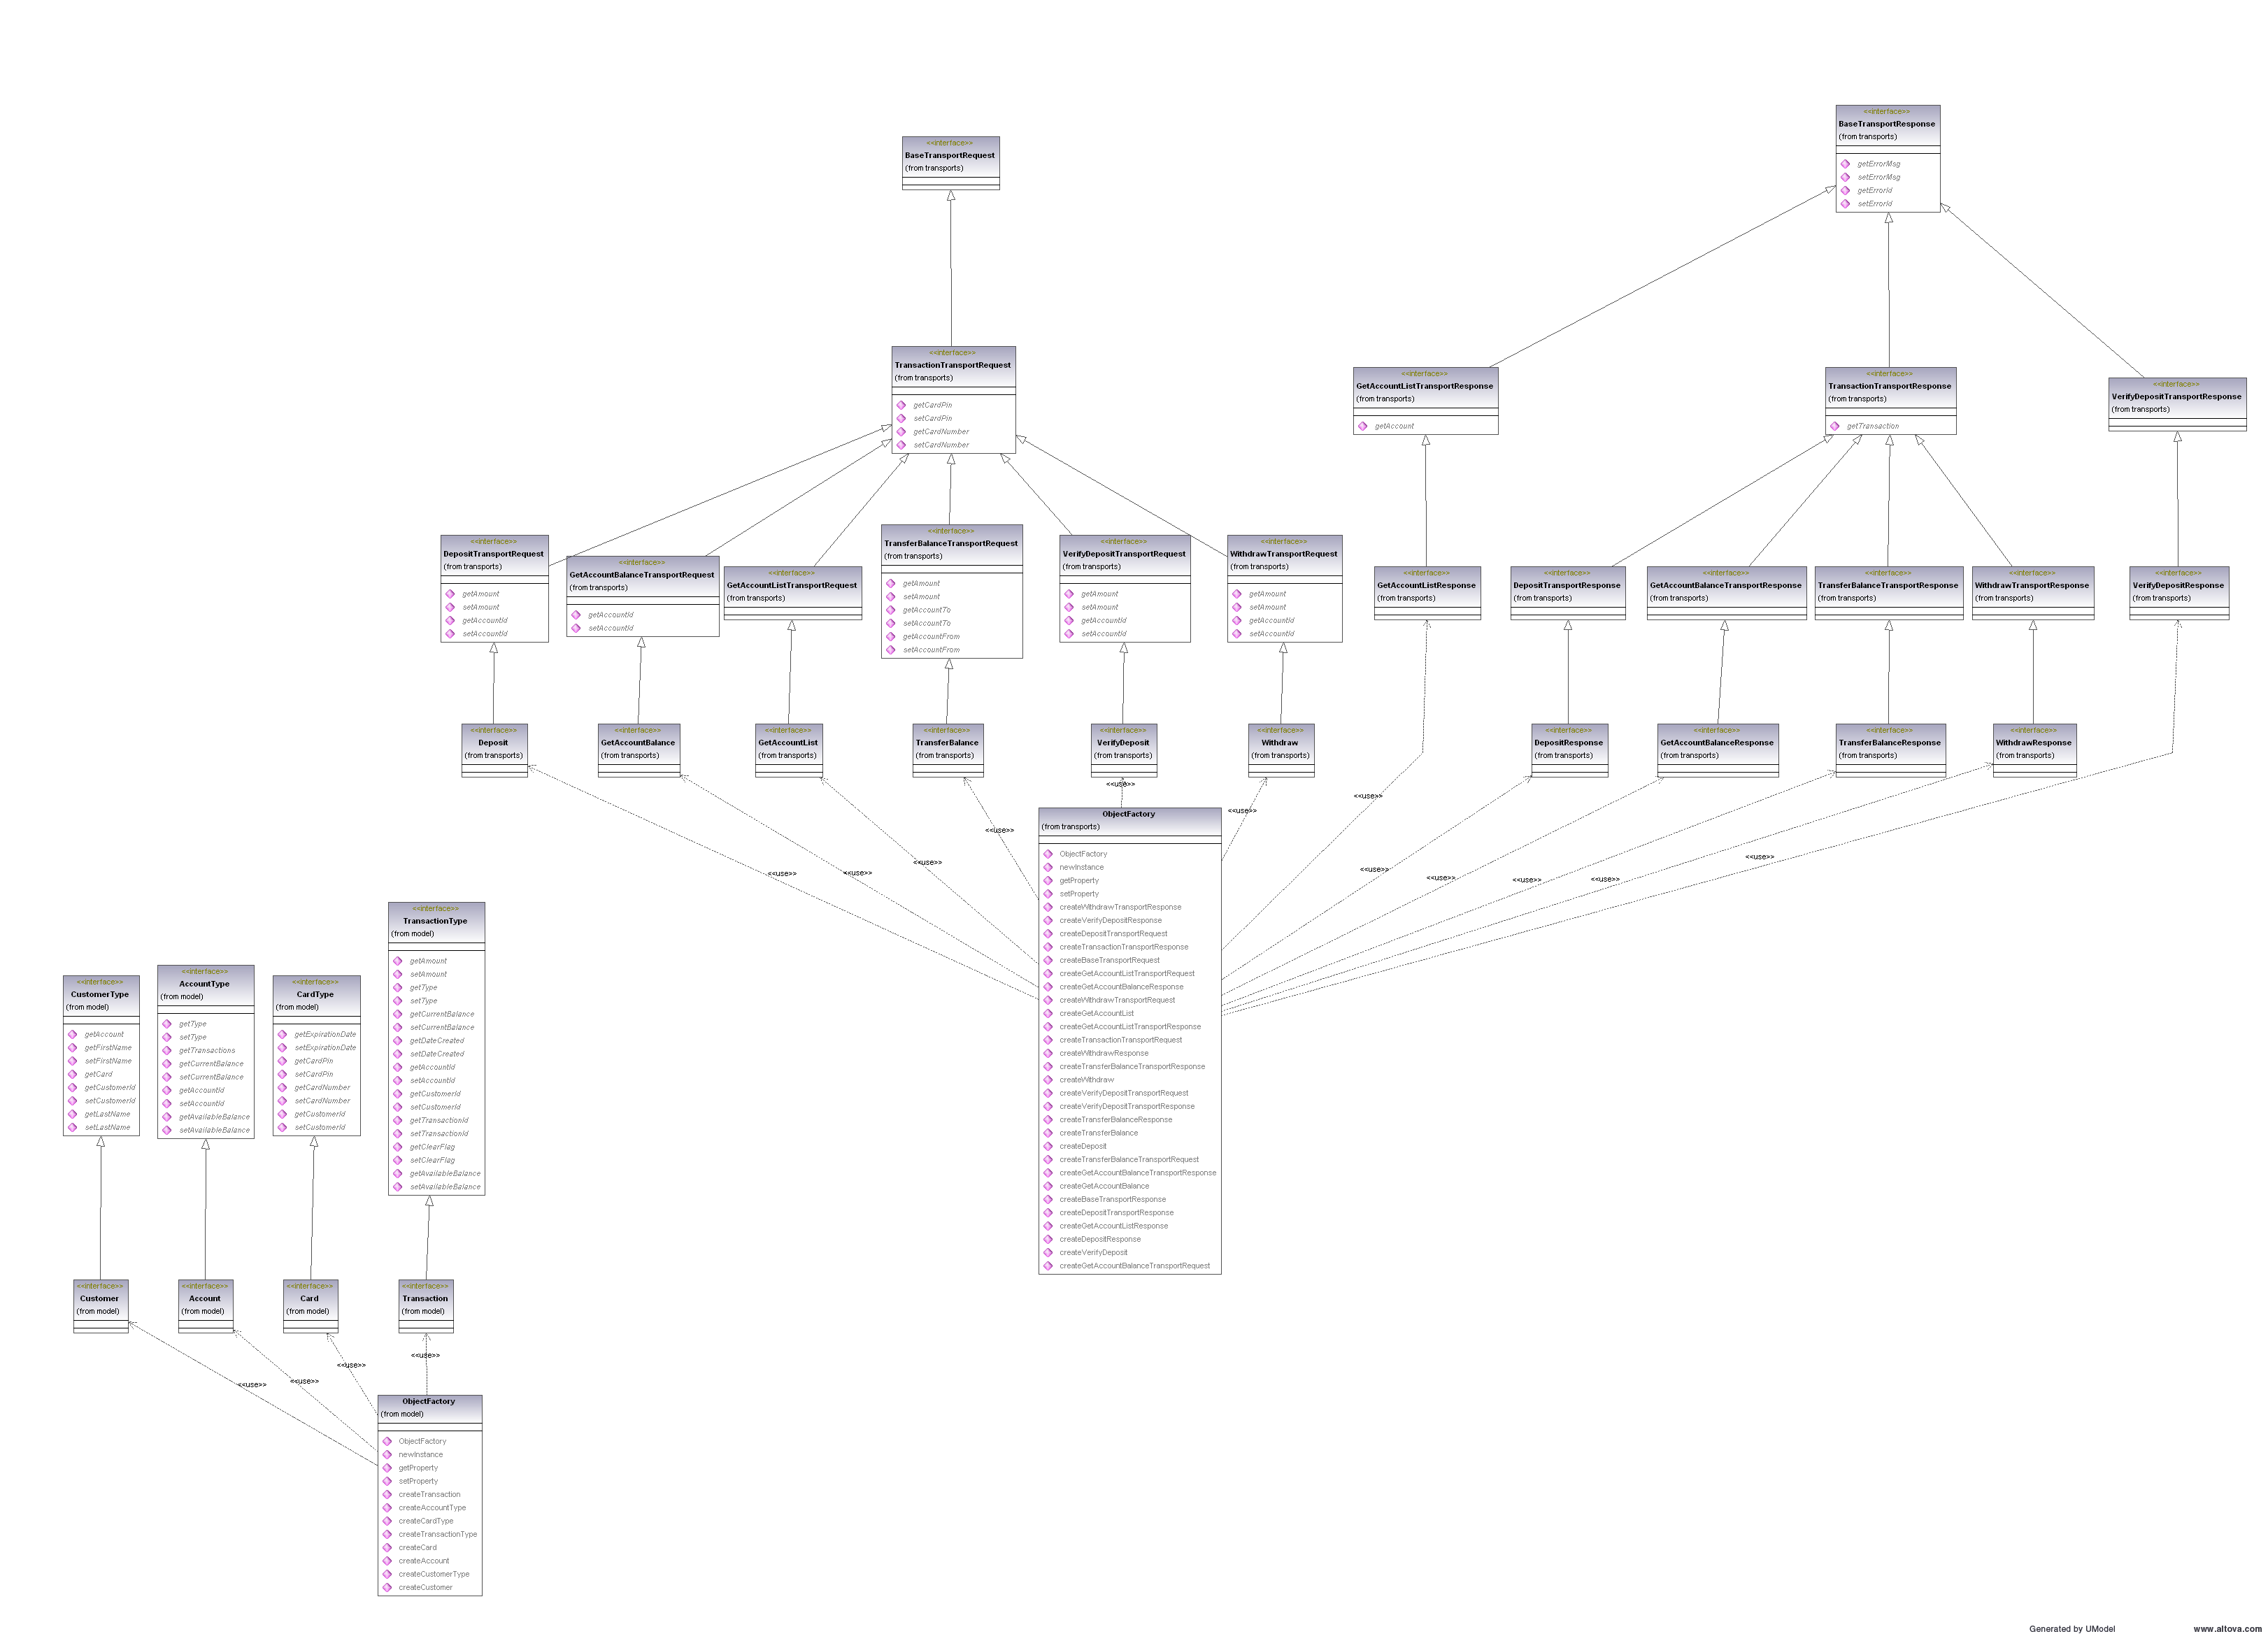 <<interface>>
BaseTransportRequest
(from transports)
<<interface>>
BaseTransportResponse
(from transports)
getErrorMsg
setErrorMsg
getErrorId
setErrorId
<<interface>>
TransactionTransportRequest
(from transports)
getCardPin
setCardPin
getCardNumber
setCardNumber
<<interface>>
GetAccountListTransportResponse
(from transports)
getAccount
<<interface>>
TransactionTransportResponse
(from transports)
getTransaction
<<interface>>
VerifyDepositTransportResponse
(from transports)
<<interface>>
DepositTransportRequest
(from transports)
getAmount
setAmount
getAccountId
setAccountId
<<interface>>
GetAccountBalanceTransportRequest
(from transports)
getAccountId
setAccountId
<<interface>>
GetAccountListTransportRequest
(from transports)
<<interface>>
TransferBalanceTransportRequest
(from transports)
getAmount
setAmount
getAccountTo
setAccountTo
getAccountFrom
setAccountFrom
<<interface>>
VerifyDepositTransportRequest
(from transports)
getAmount
setAmount
getAccountId
setAccountId
<<interface>>
WithdrawTransportRequest
(from transports)
getAmount
setAmount
getAccountId
setAccountId
<<interface>>
GetAccountListResponse
(from transports)
<<interface>>
DepositTransportResponse
(from transports)
<<interface>>
GetAccountBalanceTransportResponse
(from transports)
<<interface>>
TransferBalanceTransportResponse
(from transports)
<<interface>>
WithdrawTransportResponse
(from transports)
<<interface>>
VerifyDepositResponse
(from transports)
<<interface>>
Deposit
(from transports)
<<interface>>
GetAccountBalance
(from transports)
<<interface>>
GetAccountList
(from transports)
<<interface>>
TransferBalance
(from transports)
<<interface>>
VerifyDeposit
(from transports)
<<interface>>
Withdraw
(from transports)
<<interface>>
DepositResponse
(from transports)
<<interface>>
GetAccountBalanceResponse
(from transports)
<<interface>>
TransferBalanceResponse
(from transports)
<<interface>>
WithdrawResponse
(from transports)
<<use>>
<<use>>
<<use>>
<<use>>
<<use>>
<<use>>
<<use>>
<<use>>
<<use>>
<<use>>
<<use>>
<<use>>
ObjectFactory
(from transports)
ObjectFactory
newInstance
getProperty
setProperty
createWithdrawTransportResponse
createVerifyDepositResponse
createDepositTransportRequest
createTransactionTransportResponse
createBaseTransportRequest
createGetAccountListTransportRequest
createGetAccountBalanceResponse
createWithdrawTransportRequest
createGetAccountList
createGetAccountListTransportResponse
createTransactionTransportRequest
createWithdrawResponse
createTransferBalanceTransportResponse
createWithdraw
createVerifyDepositTransportRequest
createVerifyDepositTransportResponse
createTransferBalanceResponse
createTransferBalance
createDeposit
createTransferBalanceTransportRequest
createGetAccountBalanceTransportResponse
createGetAccountBalance
createBaseTransportResponse
createDepositTransportResponse
createGetAccountListResponse
createDepositResponse
createVerifyDeposit
createGetAccountBalanceTransportRequest
<<interface>>
CustomerType
(from model)
getAccount
getFirstName
setFirstName
getCard
getCustomerId
setCustomerId
getLastName
setLastName
<<interface>>
AccountType
(from model)
getType
setType
getTransactions
getCurrentBalance
setCurrentBalance
getAccountId
setAccountId
getAvailableBalance
setAvailableBalance
<<interface>>
CardType
(from model)
getExpirationDate
setExpirationDate
getCardPin
setCardPin
getCardNumber
setCardNumber
getCustomerId
setCustomerId
<<interface>>
TransactionType
(from model)
getAmount
setAmount
getType
setType
getCurrentBalance
setCurrentBalance
getDateCreated
setDateCreated
getAccountId
setAccountId
getCustomerId
setCustomerId
getTransactionId
setTransactionId
getClearFlag
setClearFlag
getAvailableBalance
setAvailableBalance
<<interface>>
Customer
(from model)
<<interface>>
Account
(from model)
<<interface>>
Card
(from model)
<<interface>>
Transaction
(from model)
<<use>>
<<use>>
<<use>>
<<use>>
ObjectFactory
(from model)
ObjectFactory
newInstance
getProperty
setProperty
createTransaction
createAccountType
createCardType
createTransactionType
createCard
createAccount
createCustomerType
createCustomer
Generated by UModel www.altova.com